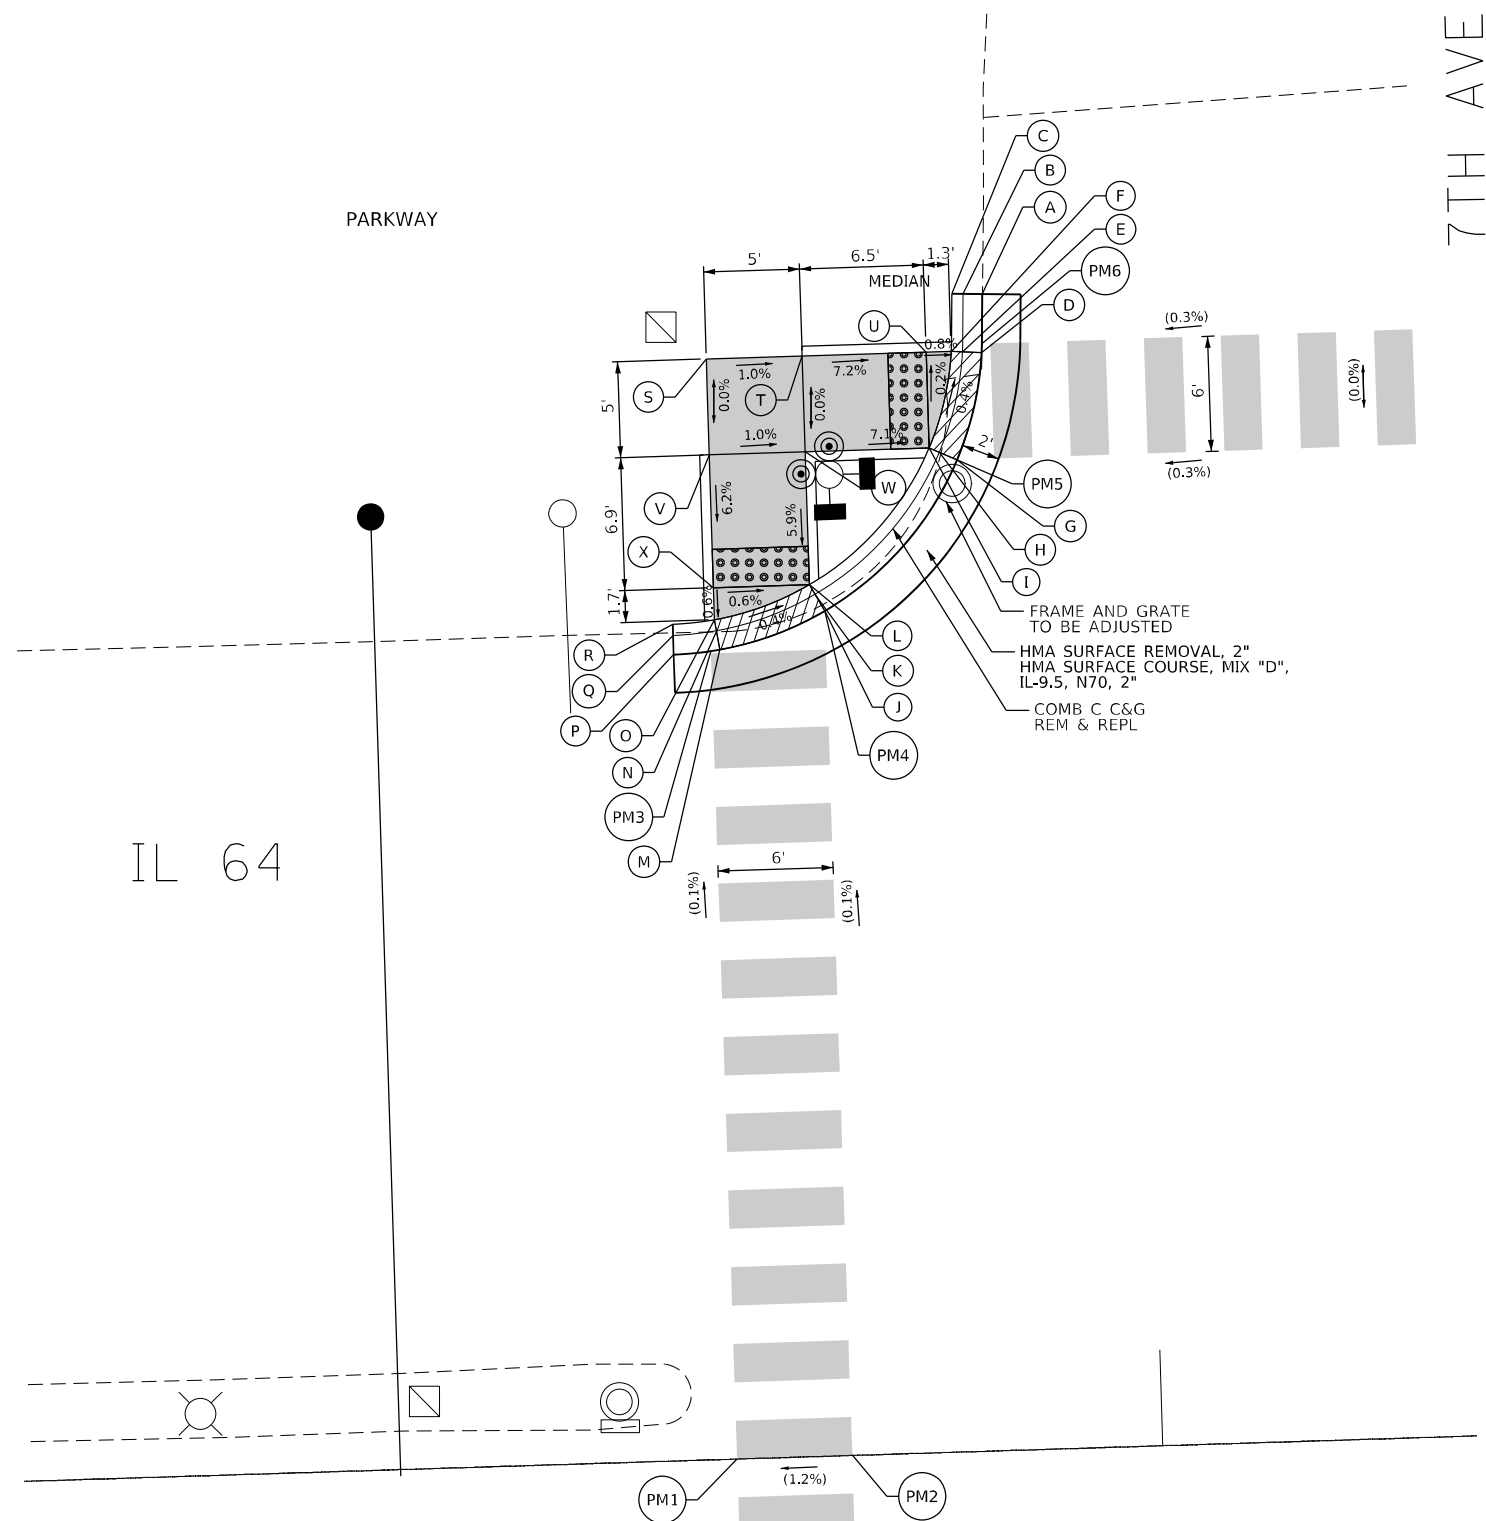 7TH AVE
C
B
F
A
PARKWAY
E
5'
6.5'
1.3'
PM6
MEDIAN
D
(0.3%)
U
0.8%
1.0%
7.2%
0.2%
0.4%
S
0.0%
T
0.0%
5'
6'
(0.0%)
1.0%
7.1%
2'
(0.3%)
W
PM5
V
6.2%
5.9%
6.9'
G
X
H
I
0.6%
0.6%
1.7'
0.4%
FRAME AND GRATE
TO BE ADJUSTED
L
R
HMA SURFACE REMOVAL, 2"
HMA SURFACE COURSE, MIX "D",
IL-9.5, N70, 2"
K
Q
J
COMB C C&G
REM & REPL
P
O
PM4
N
PM3
M
IL 64
6'
(0.1%)
(0.1%)
(1.2%)
PM1
PM2